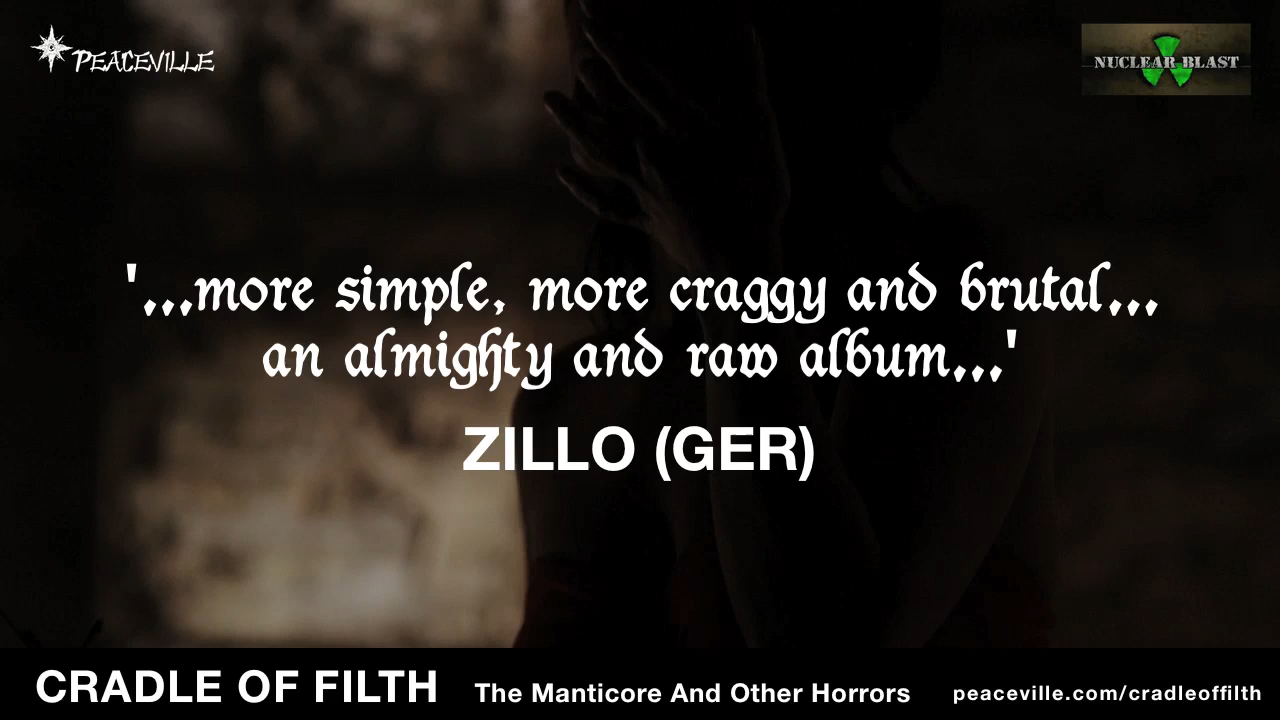 PEACEVILLE
NUCLEAR BLAST
'...more simple, more craggy and brutal...
an almighty and raw album...'
ZILLO (GER)
CRADLE OF FILTH The Manticore And Other Horrors peaceville.com/cradleoffilth